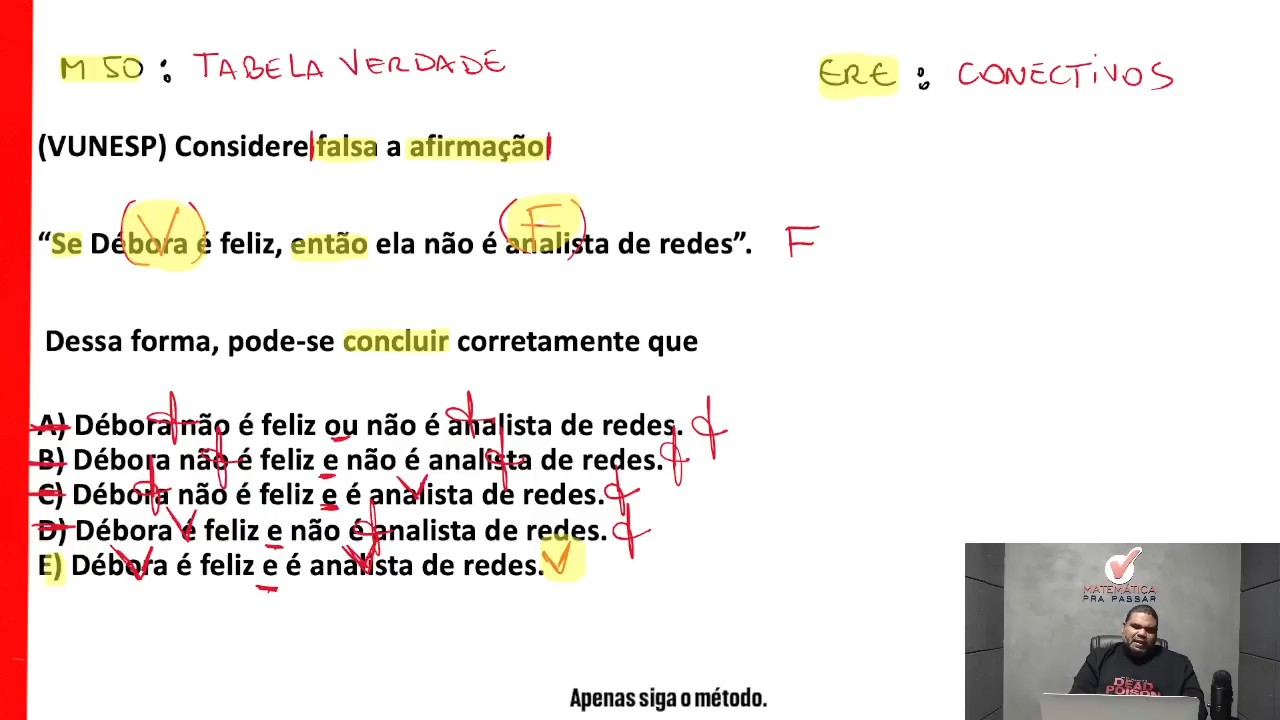 M 50 : TABELA VERDADE
ERE : CONECTIVOS
(VUNESP) Considere falsa a afirmação
V F
“Se Débora é feliz, então ela não é analista de redes”. F
Dessa forma, pode-se concluir corretamente que
A) Débora não é feliz ou não é analista de redes.
B) Débora não é feliz e não é analista de redes.
C) Débora não é feliz e é analista de redes.
D) Débora é feliz e não é analista de redes.
E) Débora é feliz e é analista de redes. V
MATEMÁTICA
PRA PASSAR
DEAD
POISON
Apenas siga o método.